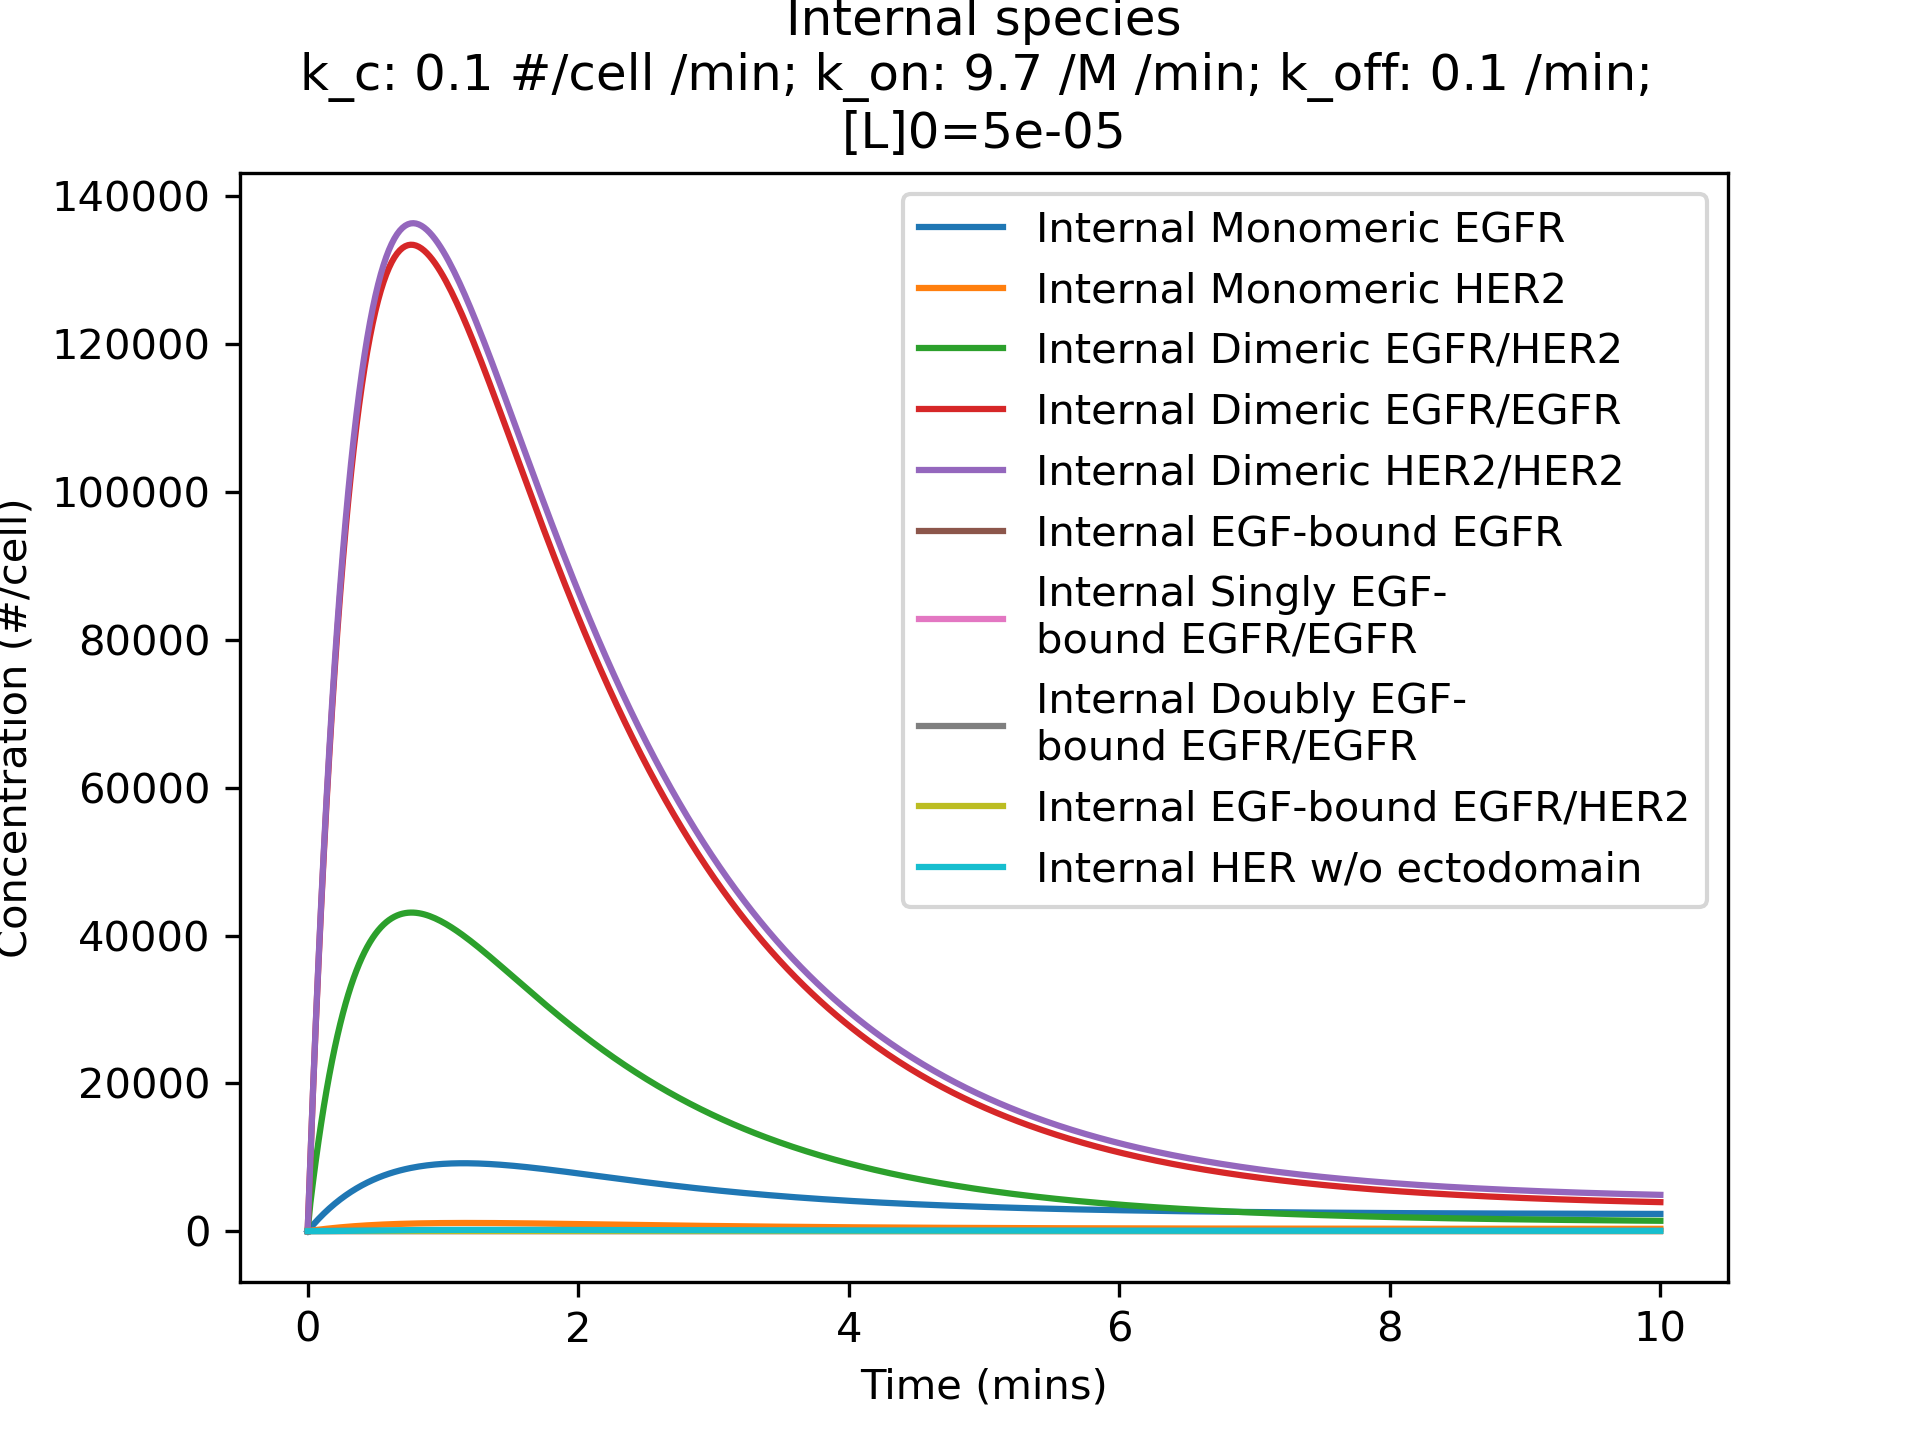 Internal species
k_c: 0.1 #/cell /min; k_on: 9.7 /M /min; k_off: 0.1 /min;
[L]0=5e-05
140000
120000
100000
80000
60000
40000
20000
0
Concentration (#/cell)
Internal Monomeric EGFR
Internal Monomeric HER2
Internal Dimeric EGFR/HER2
Internal Dimeric EGFR/EGFR
Internal Dimeric HER2/HER2
Internal EGF-bound EGFR
Internal Singly EGF-
bound EGFR/EGFR
Internal Doubly EGF-
bound EGFR/EGFR
Internal EGF-bound EGFR/HER2
Internal HER w/o ectodomain
0 2 4 6 8 10
Time (mins)